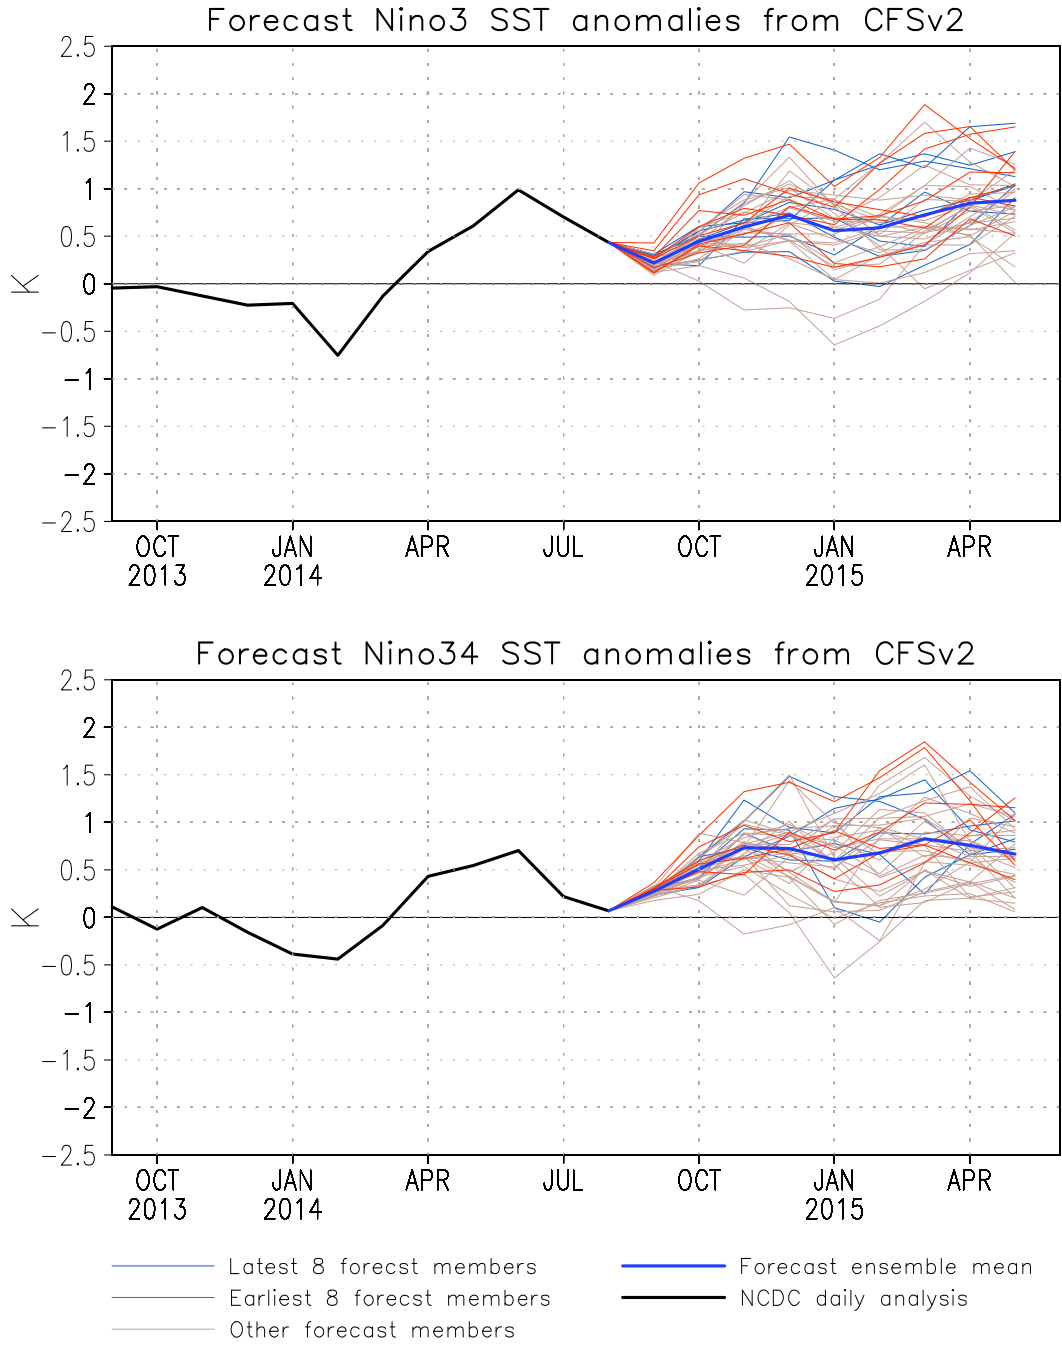 Forecast Nino3 SST anomalies from CFSv2
2.5
2
1.5
1
0.5
0
-0.5
-1
-1.5
-2
-2.5
K
OCT JAN APR JUL OCT JAN APR
2013 2014 2015
Forecast Nino34 SST anomalies from CFSv2
2.5
2
1.5
1
0.5
0
-0.5
-1
-1.5
-2
-2.5
K
OCT JAN APR JUL OCT JAN APR
2013 2014 2015
Latest 8 forecst members
Earliest 8 forecst members
Other forecast members
Forecast ensemble mean
NCDC daily analysis